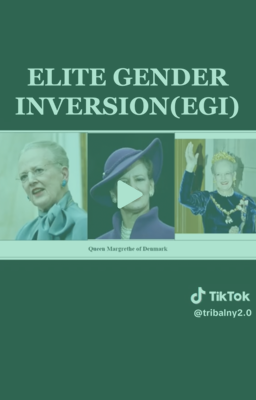 ELITE GENDER
INVERSION(EGI)
Queen Margrethe of Denmark
TikTok
@tribalny2.0